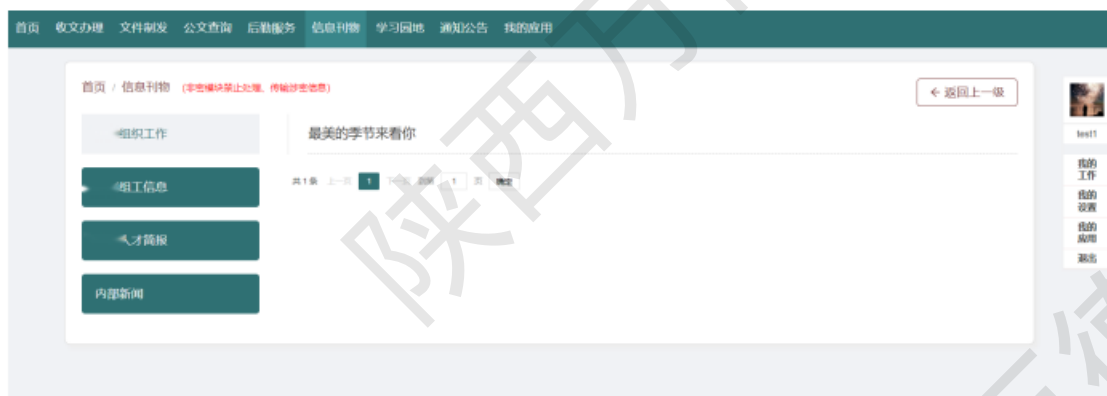 首页 收文办理 文件制发 公文查询 后勤服务 信息刊物 学习园地 通知公告 我的应用
首页 / 信息刊物 (非密模块禁止处理、传输涉密信息)
← 返回上一级
组织工作
最美的季节来看你
组工信息
共1条 上一页 1 下一页 到第 1 页 确定
人才简报
内部新闻
test1
我的
工作
我的
设置
我的
应用
退出
陕西万